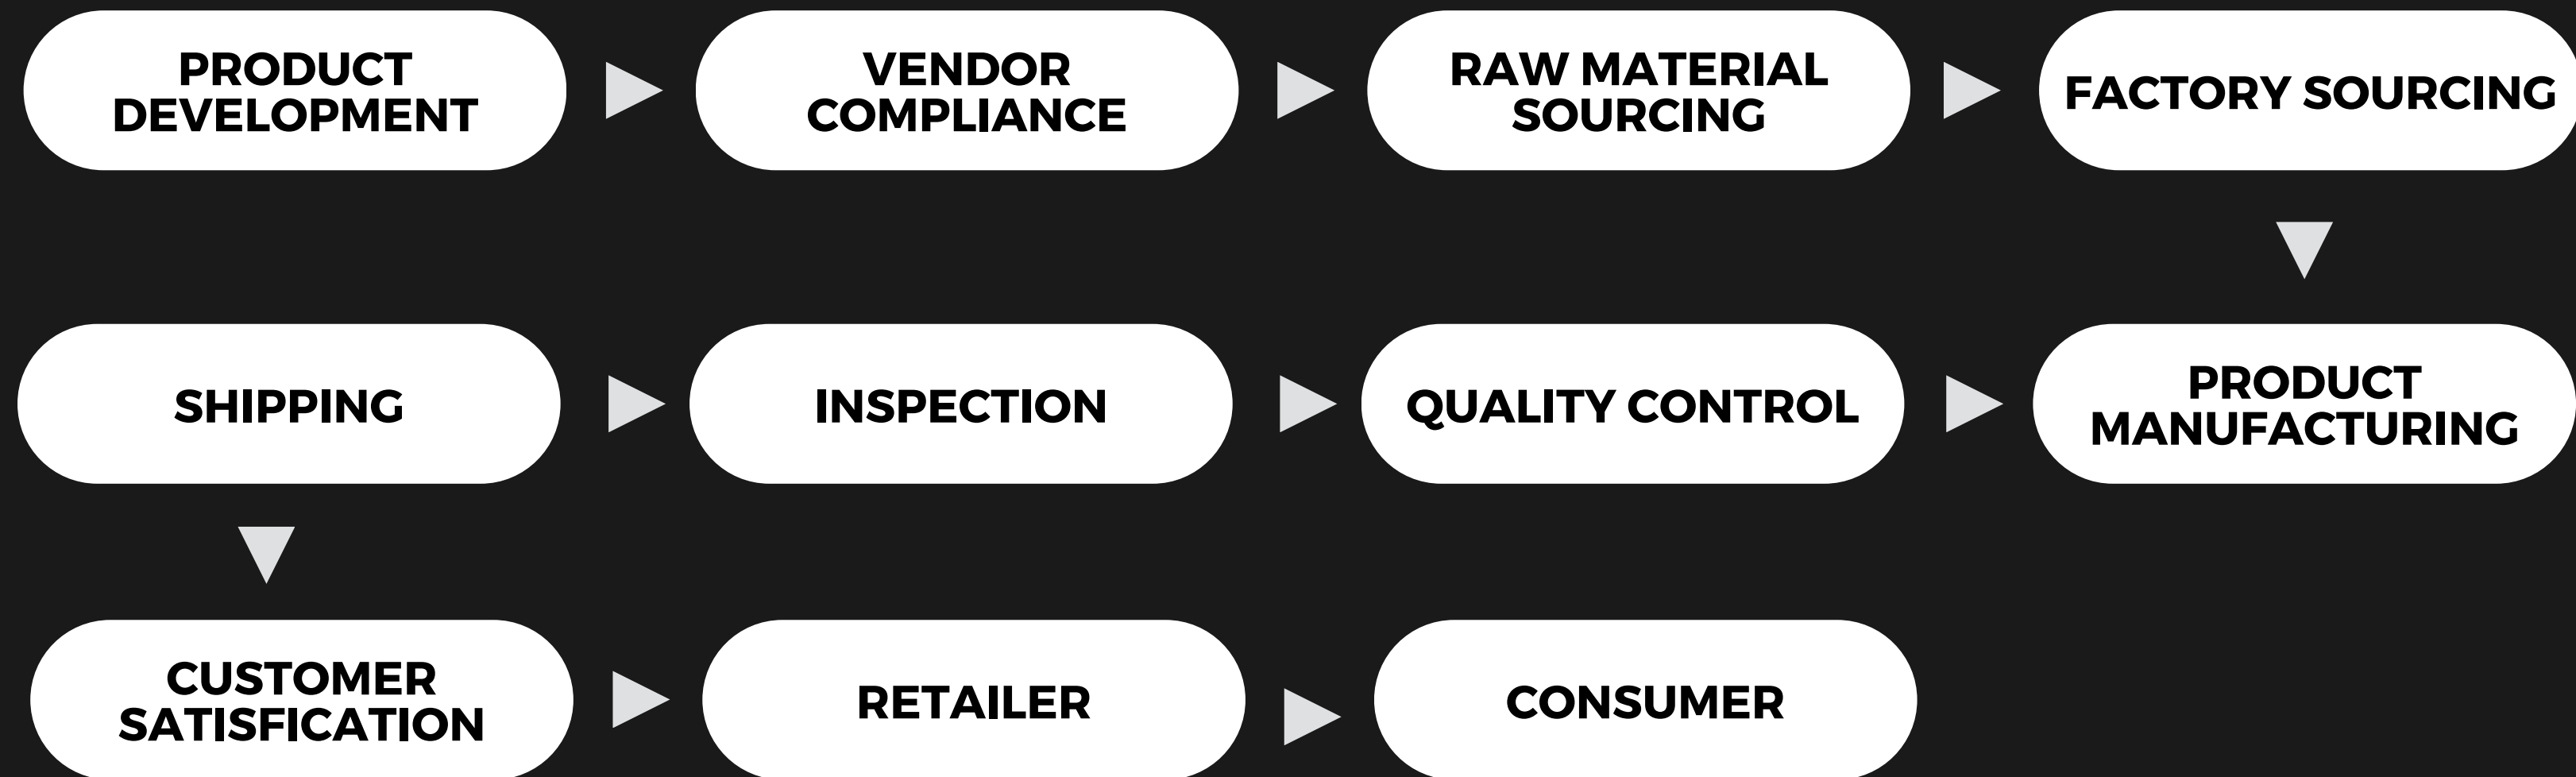 PRODUCT
DEVELOPMENT
VENDOR
COMPLIANCE
RAW MATERIAL
SOURCING
FACTORY SOURCING
SHIPPING
INSPECTION
QUALITY CONTROL
PRODUCT
MANUFACTURING
CUSTOMER
SATISFICATION
RETAILER
CONSUMER